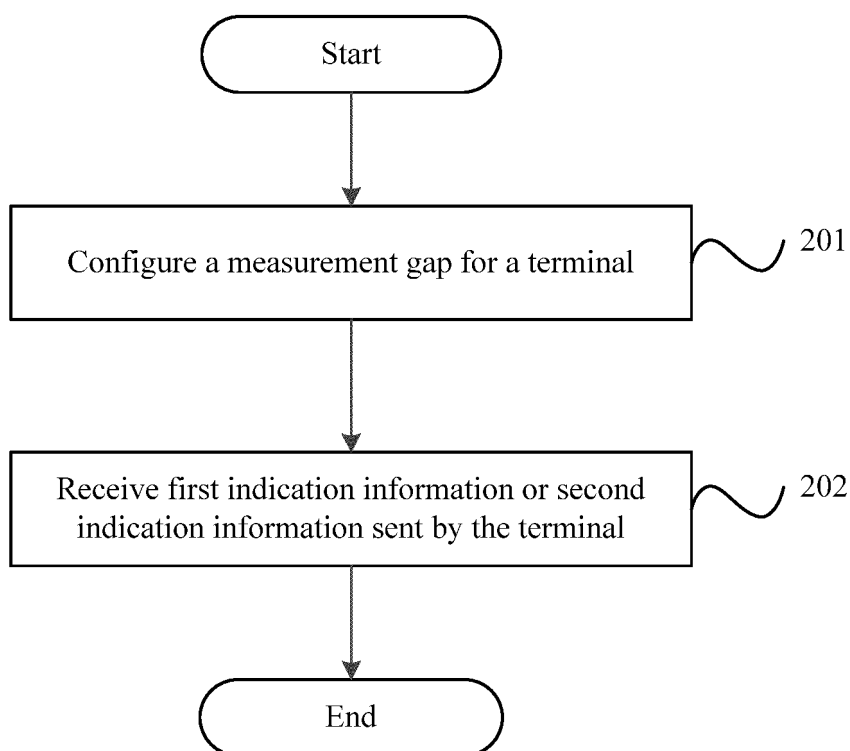 Start
Configure a measurement gap for a terminal
201
Receive first indication information or second
indication information sent by the terminal
202
End